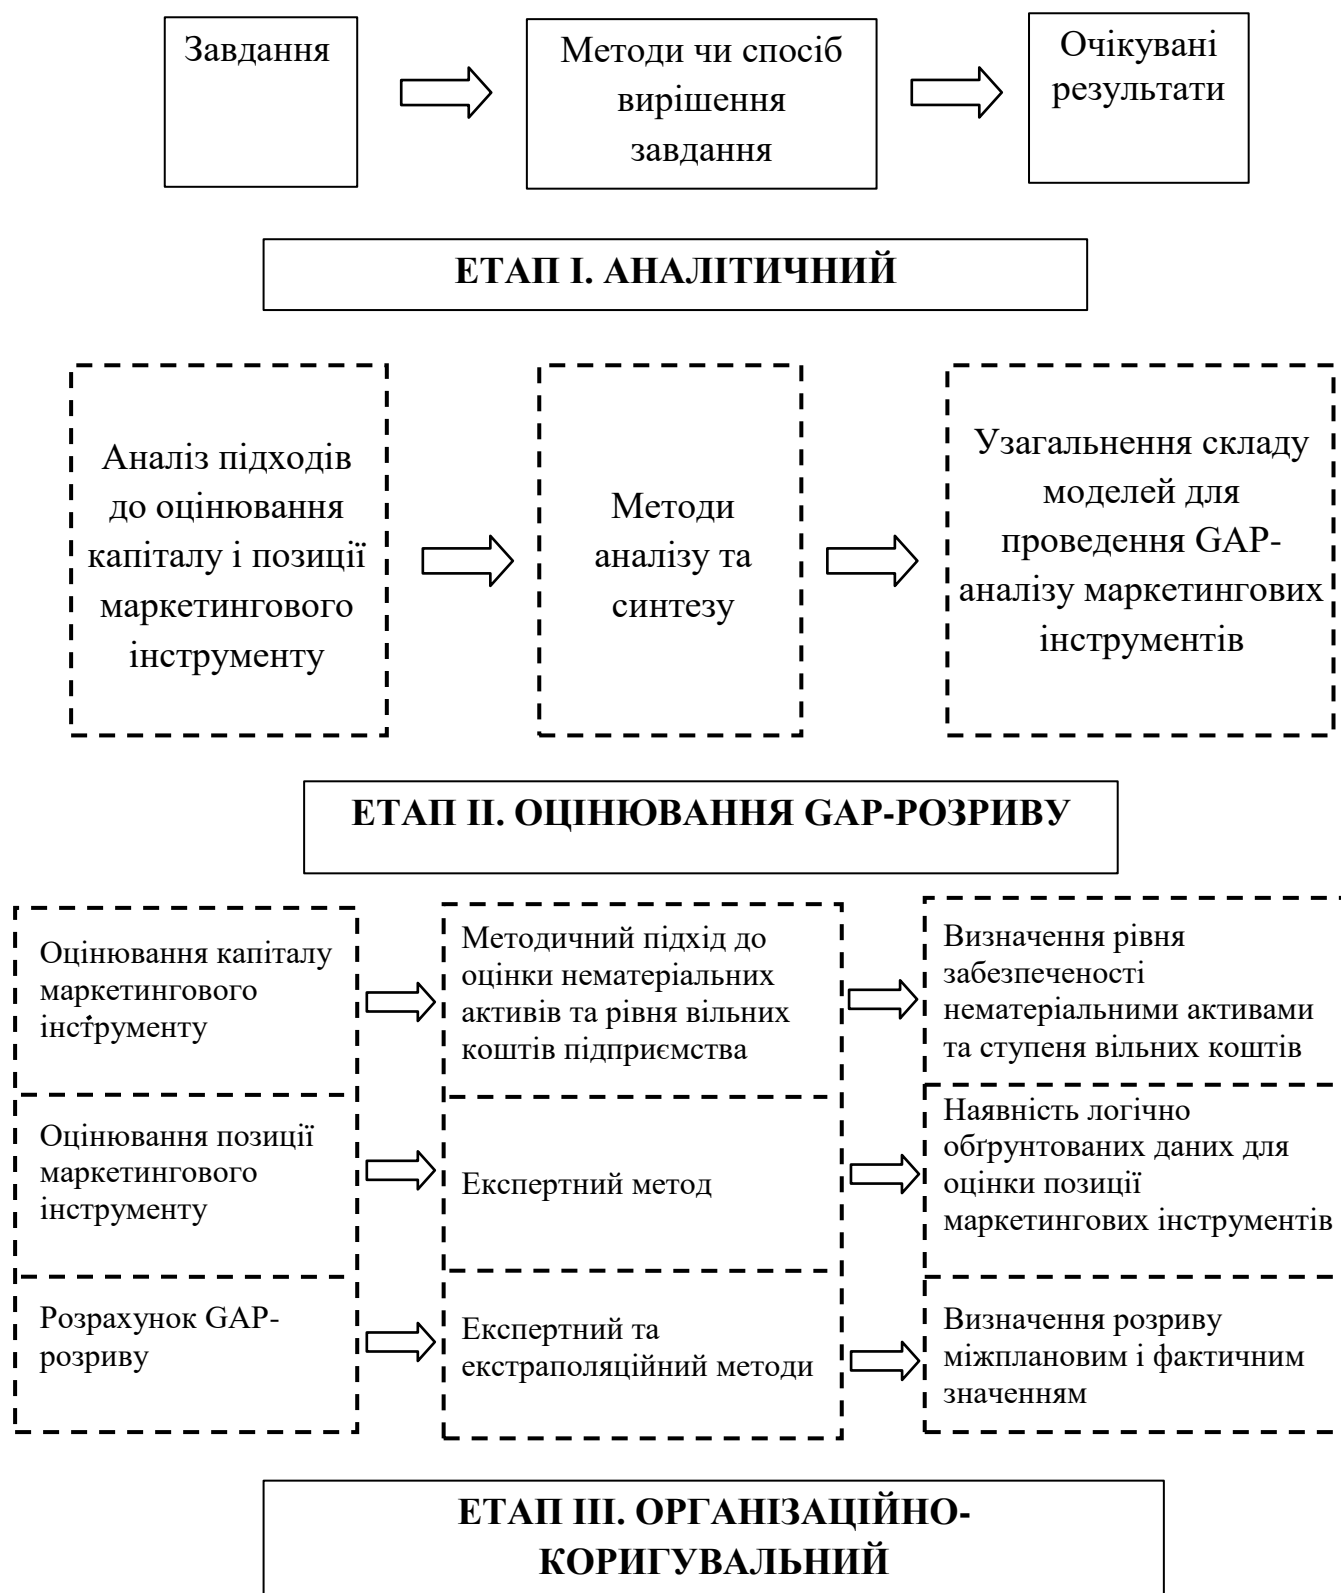 Завдання
Методи чи спосіб
вирішення
завдання
Очікувані
результати
ЕТАП І. АНАЛІТИЧНИЙ
Аналіз підходів
до оцінювання
капіталу і позиції
маркетингового
інструменту
Методи
аналізу та
синтезу
Узагальнення складу
моделей для
проведення GAP-
аналізу маркетингових
інструментів
ЕТАП ІІ. ОЦІНЮВАННЯ GAP-РОЗРИВУ
Оцінювання капіталу
маркетингового
інструменту
Методичний підхід до
оцінки нематеріальних
активів та рівня вільних
коштів підприємства
Визначення рівня
забезпеченості
нематеріальними активами
та ступеня вільних коштів
Оцінювання позиції
маркетингового
інструменту
Експертний метод
Наявність логічно
обґрунтованих даних для
оцінки позиції
маркетингових інструментів
Розрахунок GAP-
розриву
Експертний та
екстраполяційний методи
Визначення розриву
міжплановим і фактичним
значенням
ЕТАП ІІІ. ОРГАНІЗАЦІЙНО-
КОРИГУВАЛЬНИЙ